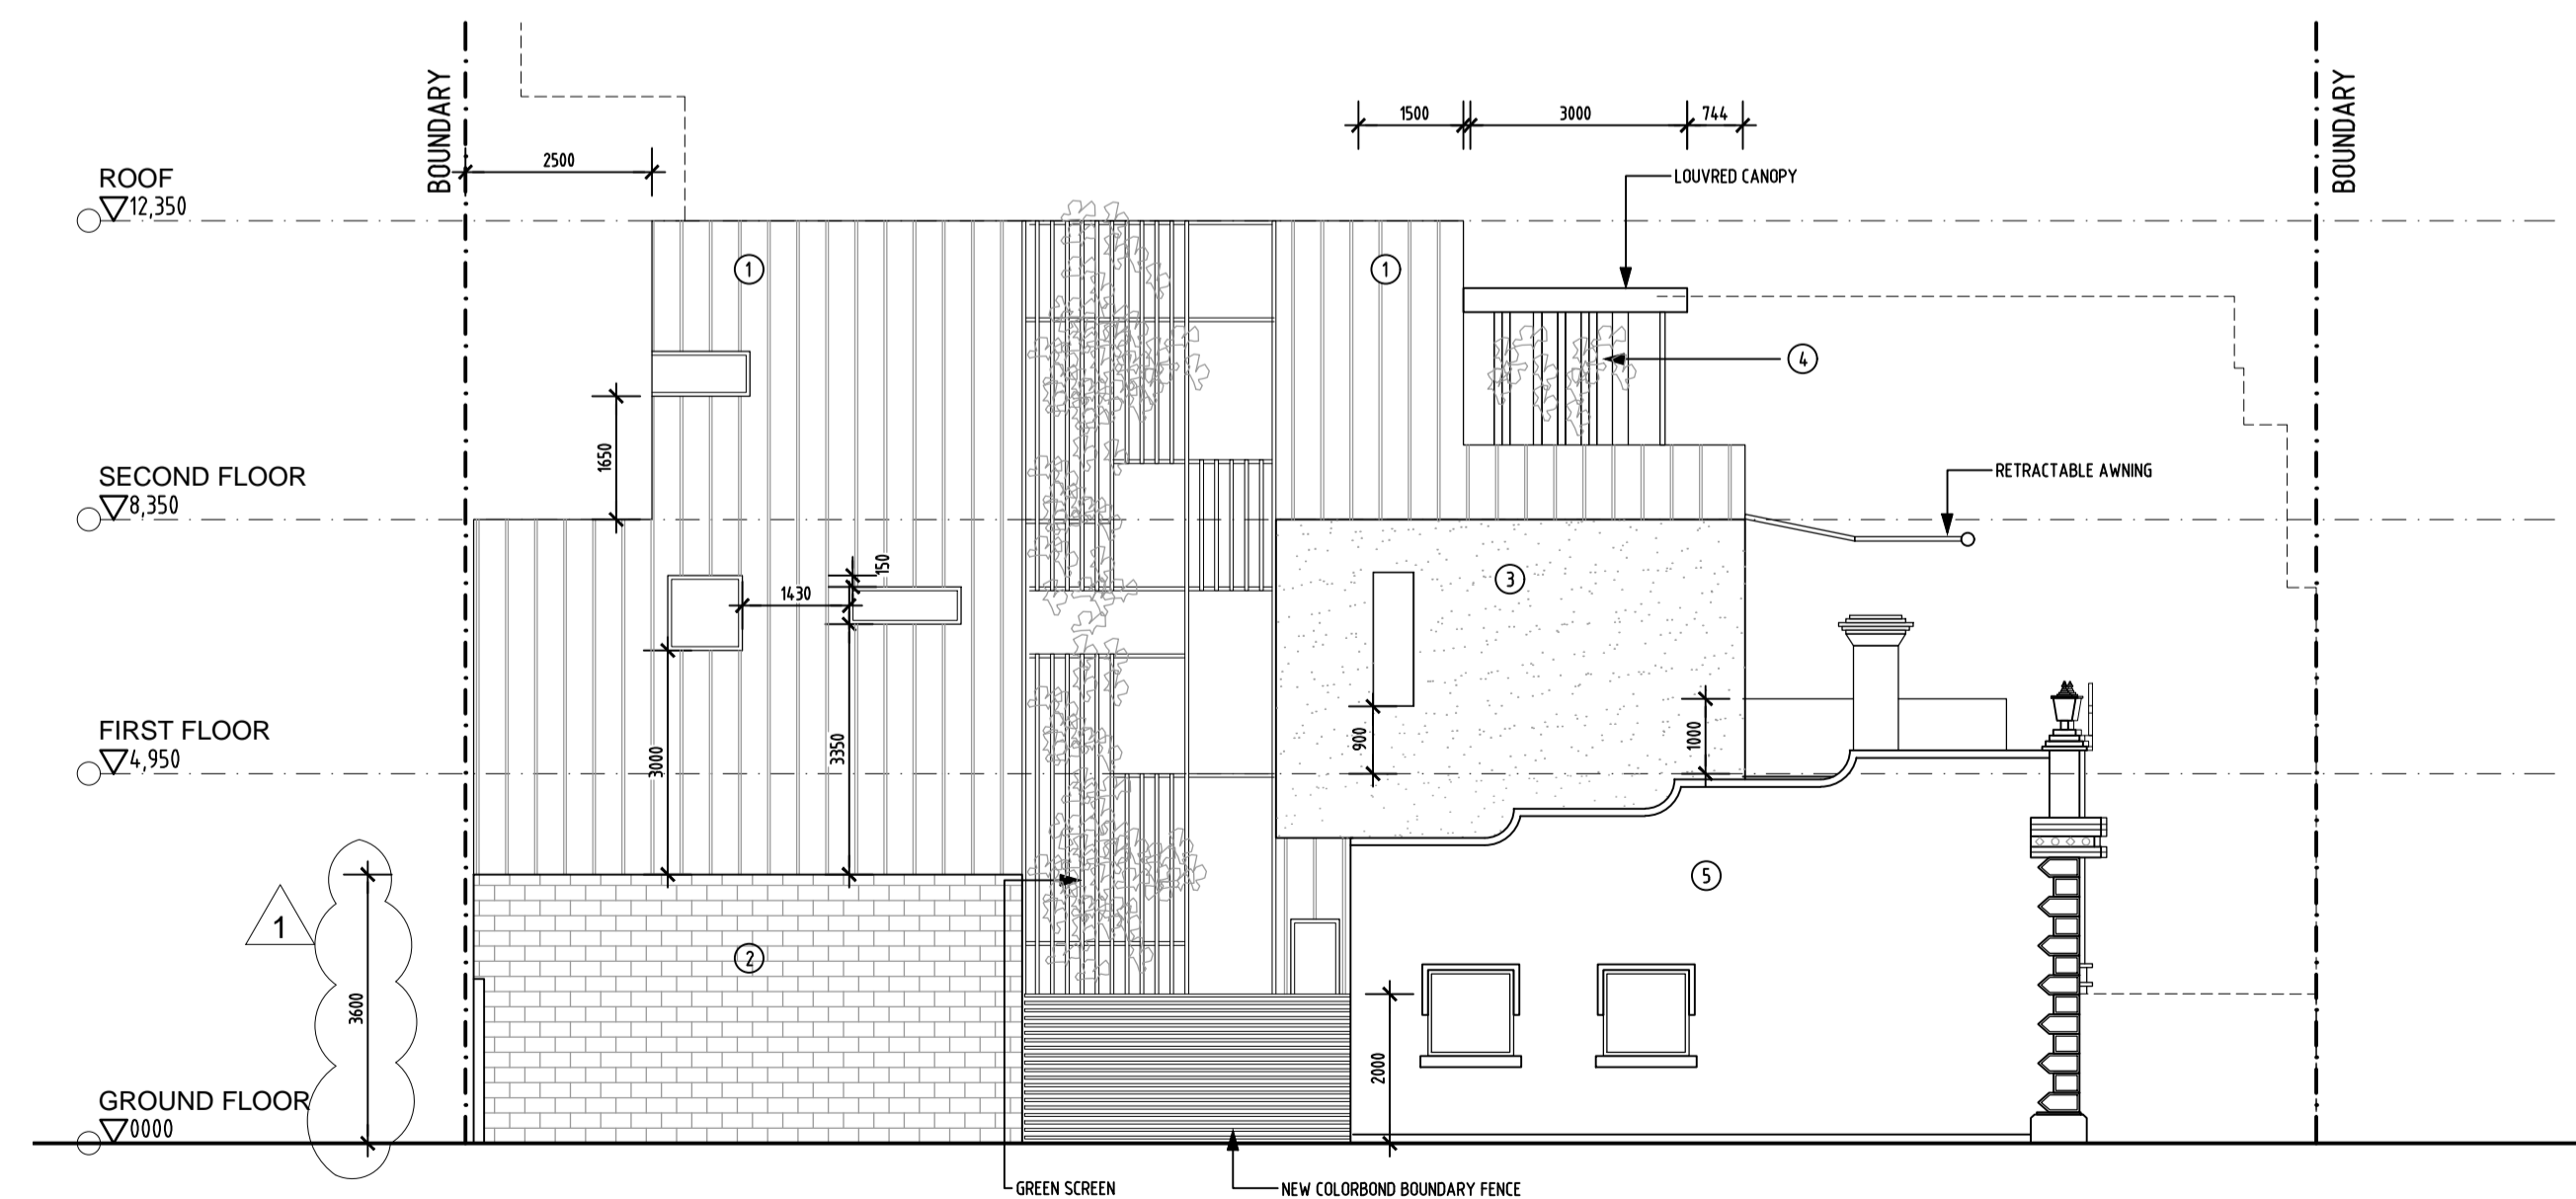 BOUNDARY
BOUNDARY
1500
3000
744
2500
ROOF
12,350
LOUVRED CANOPY
1
1
4
1650
SECOND FLOOR
8,350
RETRACTABLE AWNING
150
1430
3
FIRST FLOOR
4,950
3000
3350
900
1000
1
5
2
3600
2000
GROUND FLOOR
0000
GREEN SCREEN
NEW COLORBOND BOUNDARY FENCE